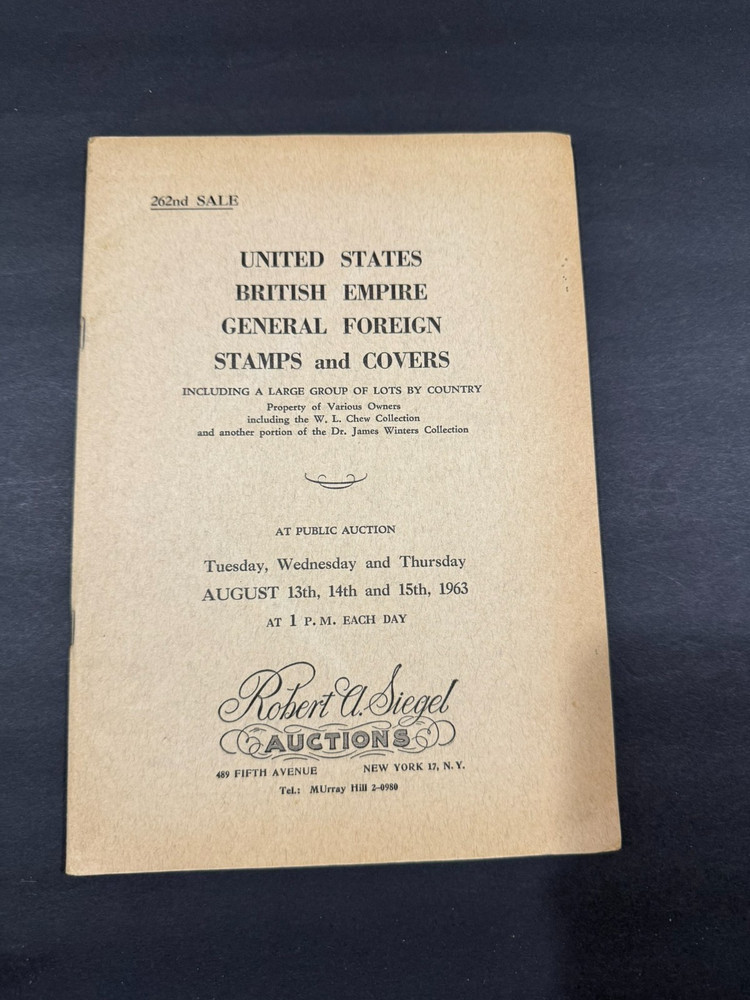 262nd SALE
UNITED STATES
BRITISH EMPIRE
GENERAL FOREIGN
STAMPS and COVERS
INCLUDING A LARGE GROUP OF LOTS BY COUNTRY
Property of Various Owners
including the W. L. Chew Collection
and another portion of the Dr. James Winters Collection
AT PUBLIC AUCTION
Tuesday, Wednesday and Thursday
AUGUST 13th, 14th and 15th, 1963
AT 1 P.M. EACH DAY
Robert A. Siegel
AUCTIONS
489 FIFTH AVENUE NEW YORK 17, N. Y.
Tel.: MUrray Hill 2-0980